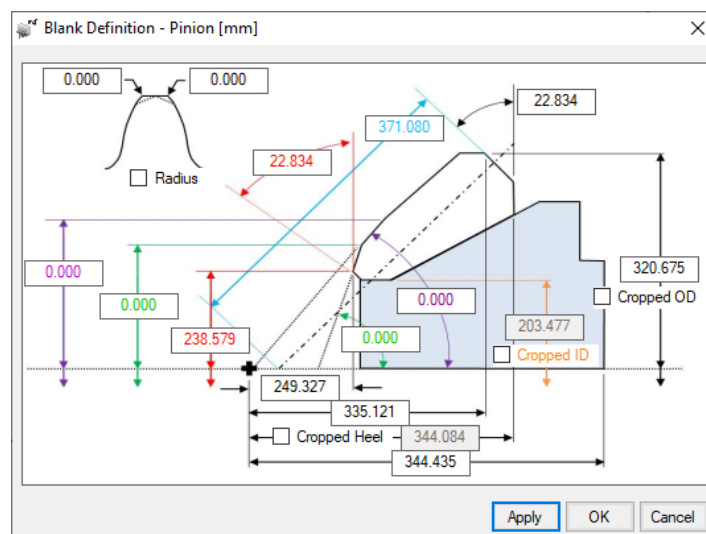 Blank Definition - Pinion [mm]
0.000 0.000
22.834
371.080
22.834
Radius
0.000
320.675
0.000
0.000
Cropped OD
203.477
238.579
0.000
Cropped ID
249.327
335.121
Cropped Heel 344.084
344.435
Apply OK Cancel